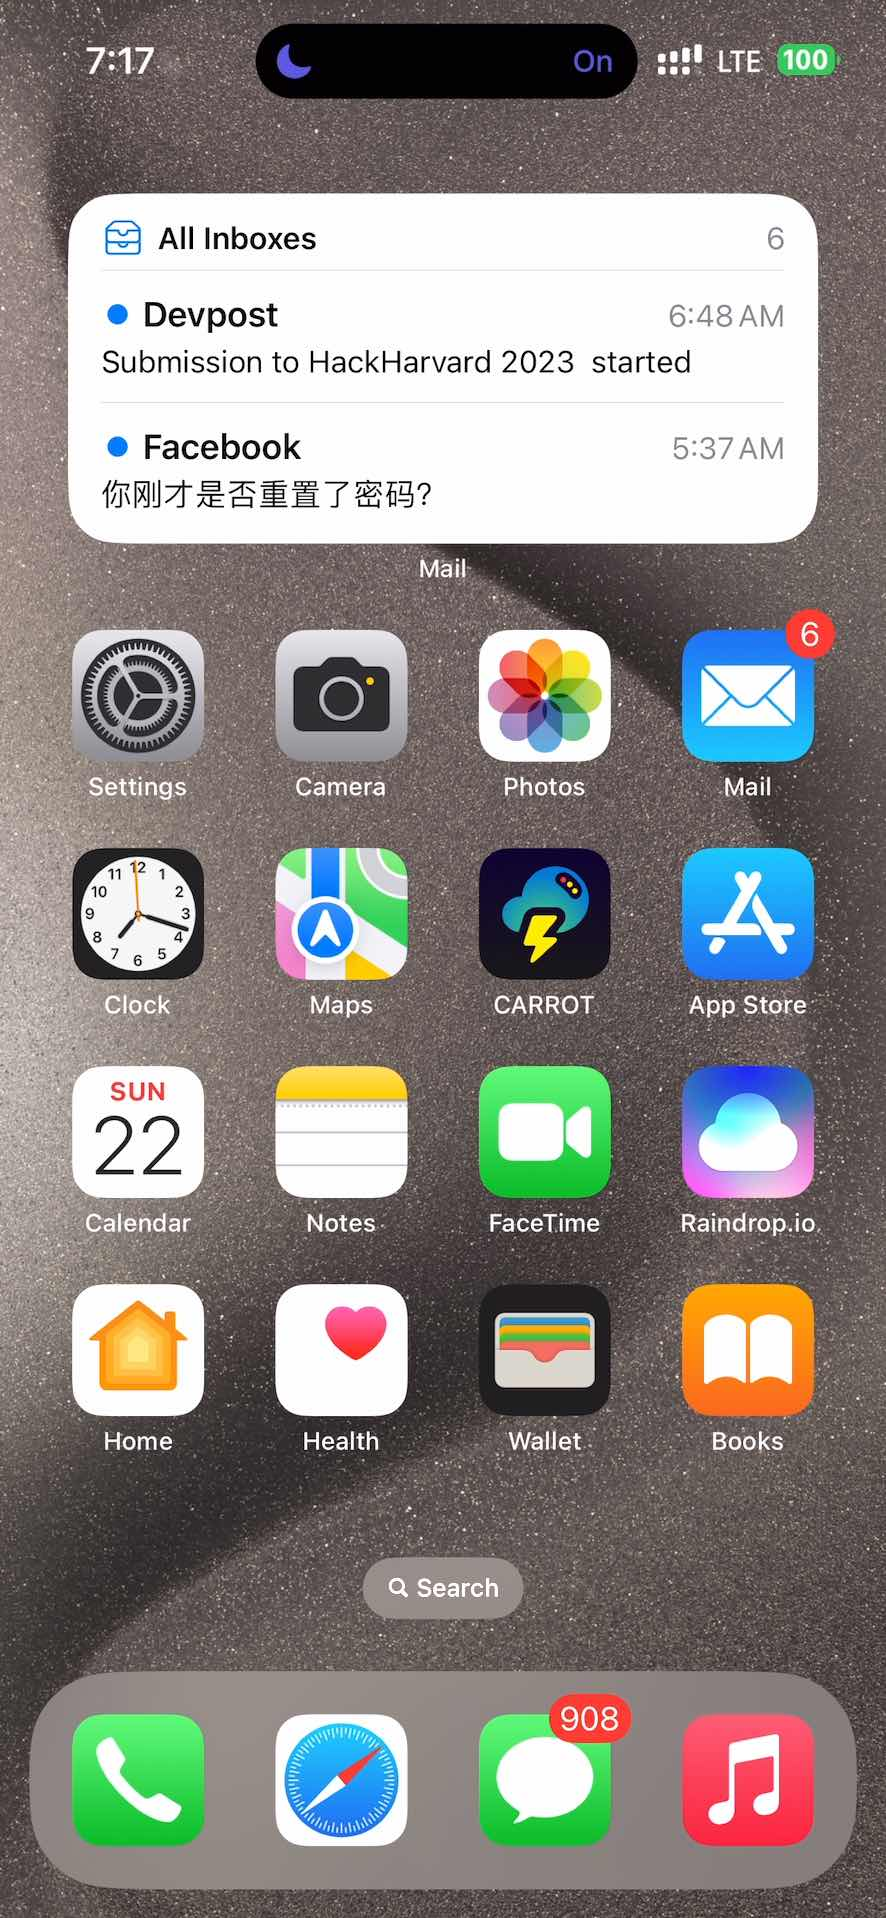 7:17
On
LTE
100
All Inboxes
6
Devpost
6:48 AM
Submission to HackHarvard 2023 started
Facebook
5:37 AM
你刚才是否重置了密码?
Mail
6
Settings
Camera
Photos
Mail
12
11
1
10
2
9
3
8
4
7
5
6
Clock
Maps
CARROT
App Store
SUN
22
Calendar
Notes
FaceTime
Raindrop.io
Home
Health
Wallet
Books
Search
908